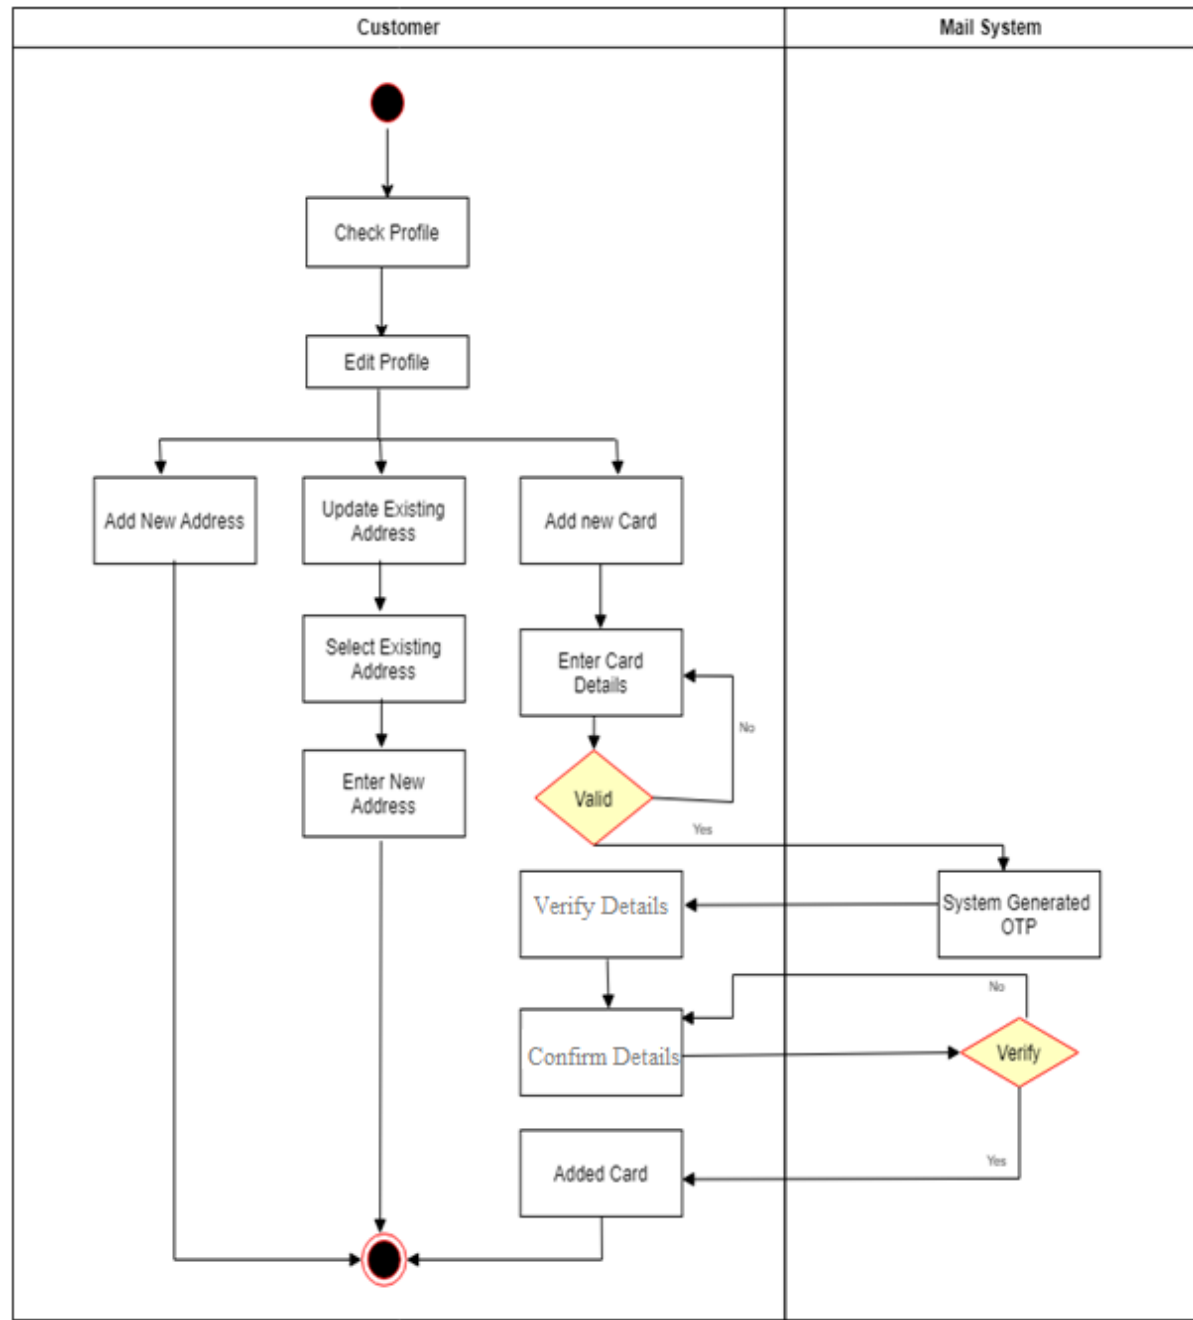 Customer
Mail System
Check Profile
Edit Profile
Add New Address
Update Existing
Address
Add new Card
Select Existing
Address
Enter Card
Details
No
Enter New
Address
Valid
Yes
Verify Details
System Generated
OTP
No
Confirm Details
Verify
Yes
Added Card